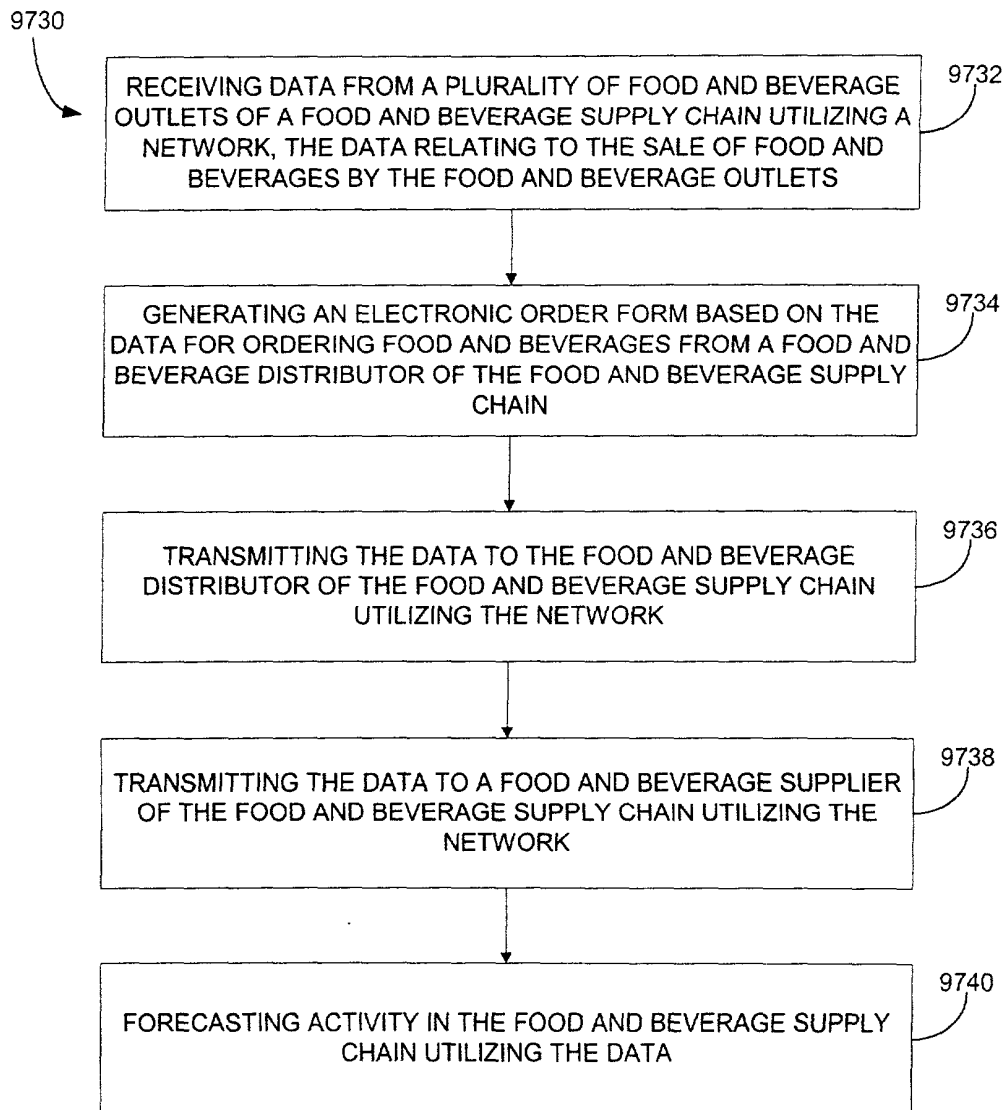 9730
RECEIVING DATA FROM A PLURALITY OF FOOD AND BEVERAGE
OUTLETS OF A FOOD AND BEVERAGE SUPPLY CHAIN UTILIZING A
NETWORK, THE DATA RELATING TO THE SALE OF FOOD AND
BEVERAGES BY THE FOOD AND BEVERAGE OUTLETS
9732
GENERATING AN ELECTRONIC ORDER FORM BASED ON THE
DATA FOR ORDERING FOOD AND BEVERAGES FROM A FOOD AND
BEVERAGE DISTRIBUTOR OF THE FOOD AND BEVERAGE SUPPLY
CHAIN
9734
TRANSMITTING THE DATA TO THE FOOD AND BEVERAGE
DISTRIBUTOR OF THE FOOD AND BEVERAGE SUPPLY CHAIN
UTILIZING THE NETWORK
9736
TRANSMITTING THE DATA TO A FOOD AND BEVERAGE SUPPLIER
OF THE FOOD AND BEVERAGE SUPPLY CHAIN UTILIZING THE
NETWORK
9738
FORECASTING ACTIVITY IN THE FOOD AND BEVERAGE SUPPLY
CHAIN UTILIZING THE DATA
9740